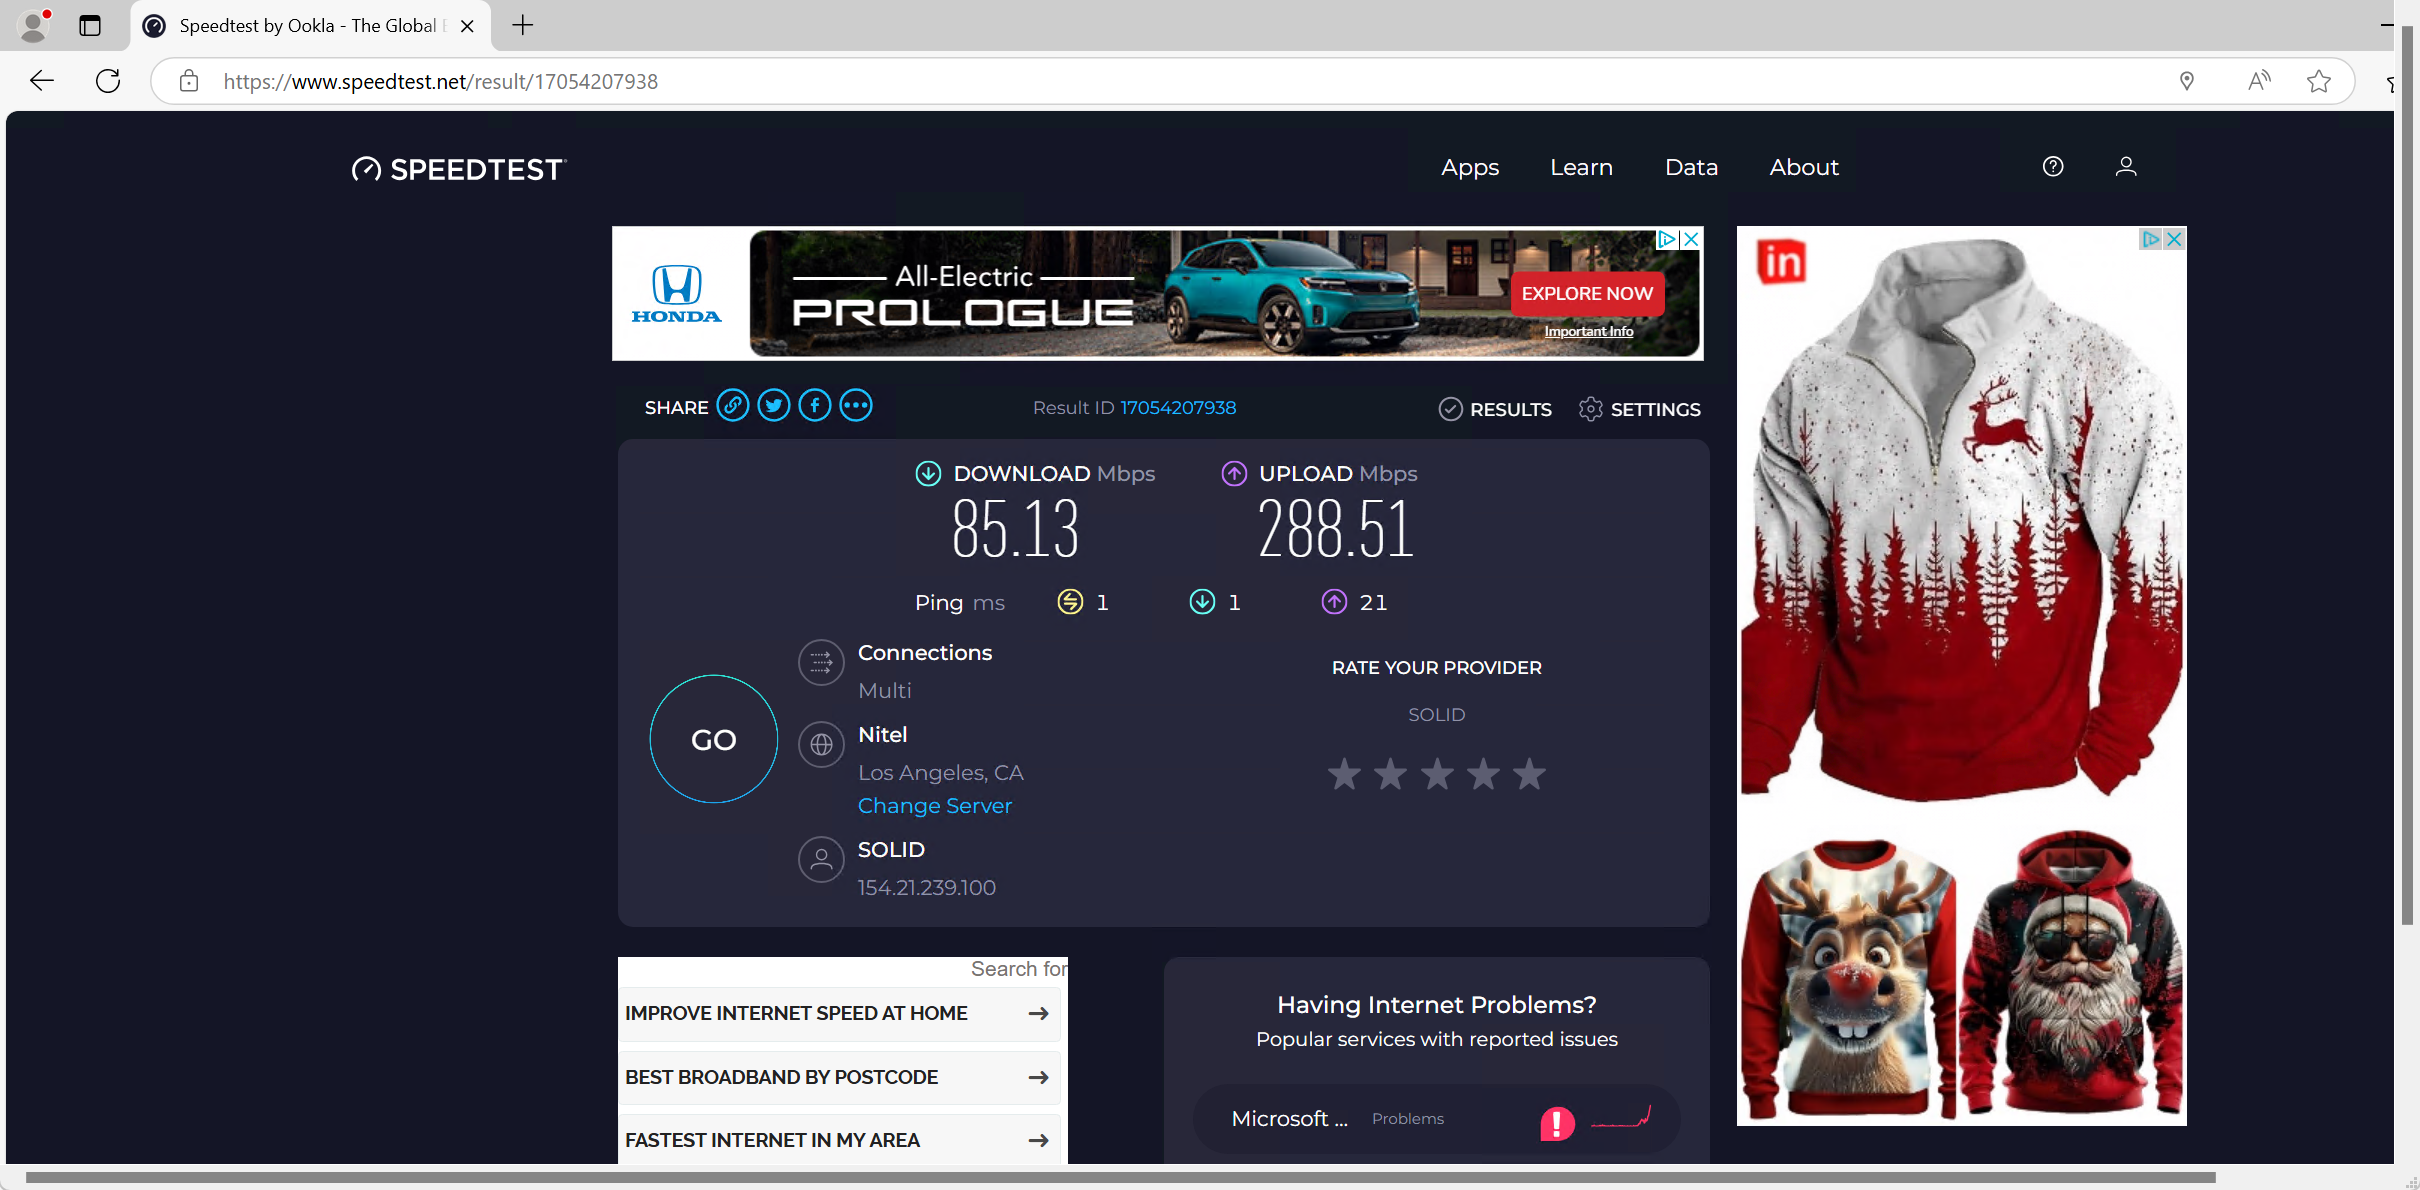 Speedtest by Ookla - The Global
https://www.speedtest.net/result/17054207938
SPEEDTEST
Apps Learn Data About
HONDA
All-Electric
PROLOGUE
EXPLORE NOW
Important Info
in
SHARE
Result ID 17054207938
RESULTS SETTINGS
DOWNLOAD Mbps
85.13
UPLOAD Mbps
288.51
Ping ms 1 1 21
GO
Connections
Multi
Nitel
Los Angeles, CA
Change Server
SOLID
154.21.239.100
RATE YOUR PROVIDER
SOLID
Search for
IMPROVE INTERNET SPEED AT HOME
BEST BROADBAND BY POSTCODE
FASTEST INTERNET IN MY AREA
Having Internet Problems?
Popular services with reported issues
Microsoft ... Problems